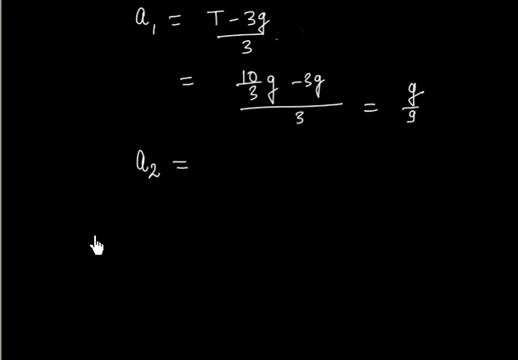 a₁ = (T − 3g)/3
= (10/3 g − 3g)/3 = g/9
a₂ =